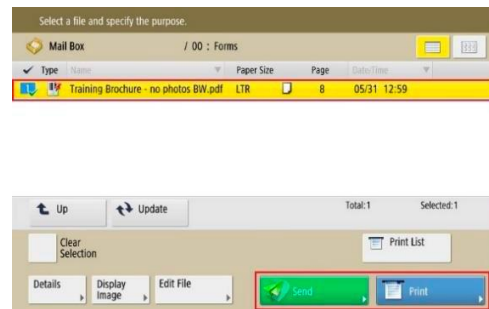 Select a file and specify the purpose.
Mail Box / 00 : Forms
Type Name Paper Size Page Date/Time
1 Training Brochure - no photos BW.pdf LTR 8 05/31 12:59
Up Update Total:1 Selected:1
Clear Selection Print List
Details Display Image Edit File Send Print